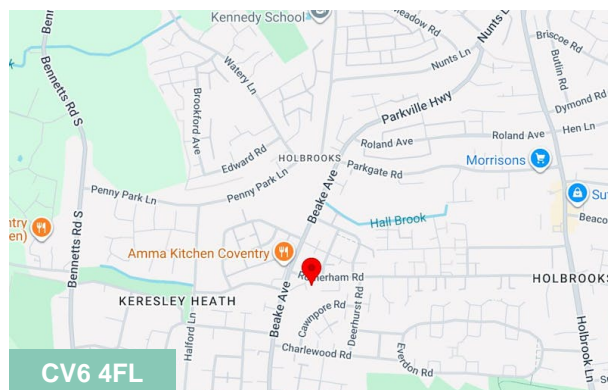 Kennedy School
Bennetts Rd S
Watery Ln
Meadow Rd
Nunts Ln
Nunts Ln
Briscoe Rd
Butlin Rd
Dymond Rd
Hen Ln
Brookford Ave
Parkville Hwy
Roland Ave
Roland Ave
Edward Rd
HOLBROOKS
Parkgate Rd
Morrisons
Penny Park Ln
Penny Park Ln
Beake Ave
Hall Brook
Bennetts Rd S
Amma Kitchen Coventry
Rotherham Rd
KERESLEY HEATH
Halford Ln
Beake Ave
Cawnpore Rd
Deerhurst Rd
Charlewood Rd
Everdon Rd
Holbrook Ln
CV6 4FL